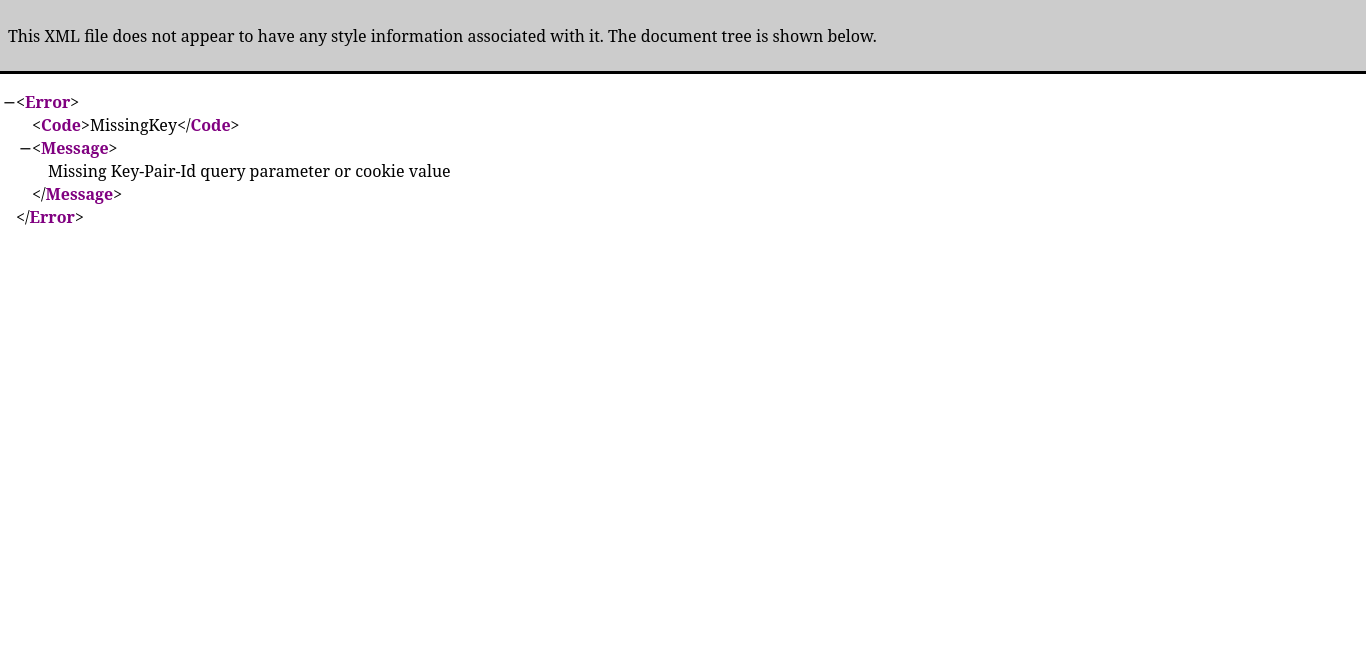 This XML file does not appear to have any style information associated with it. The document tree is shown below.
−<Error>
<Code>MissingKey</Code>
−<Message>
Missing Key-Pair-Id query parameter or cookie value
</Message>
</Error>